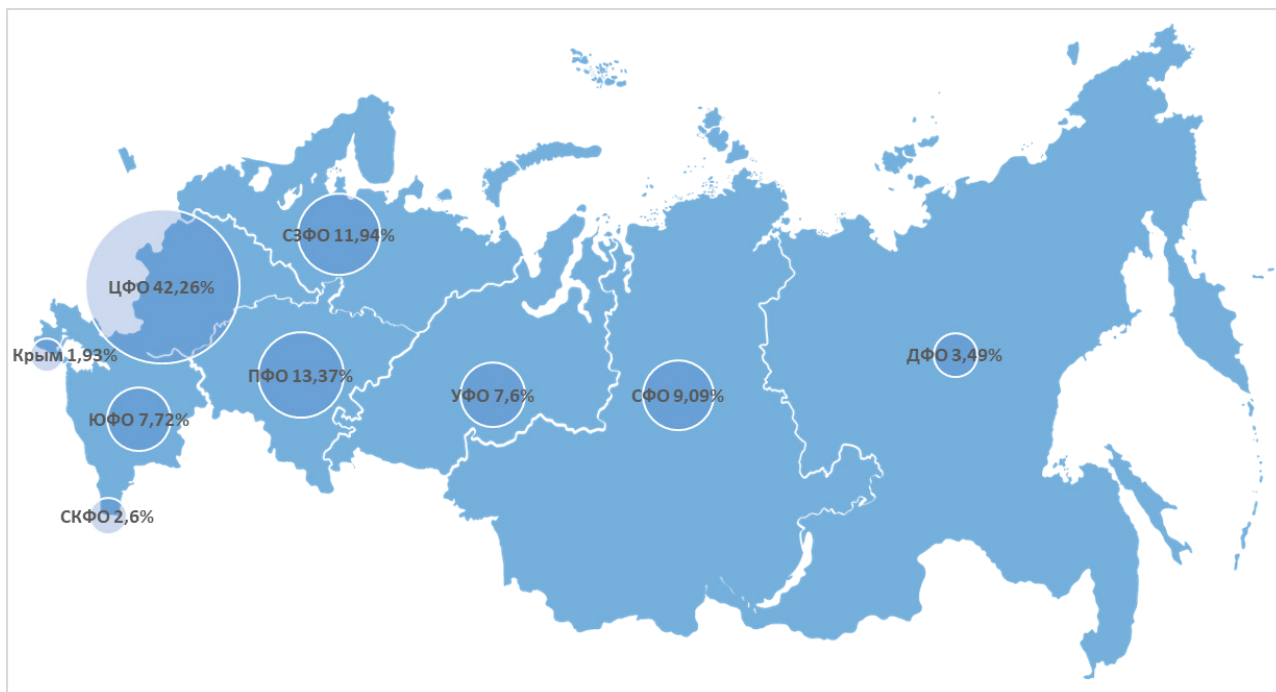 СЗФО 11,94%
ЦФО 42,26%
Крым 1,93%
ПФО 13,37%
ДФО 3,49%
УФО 7,6%
СФО 9,09%
ЮФО 7,72%
СКФО 2,6%